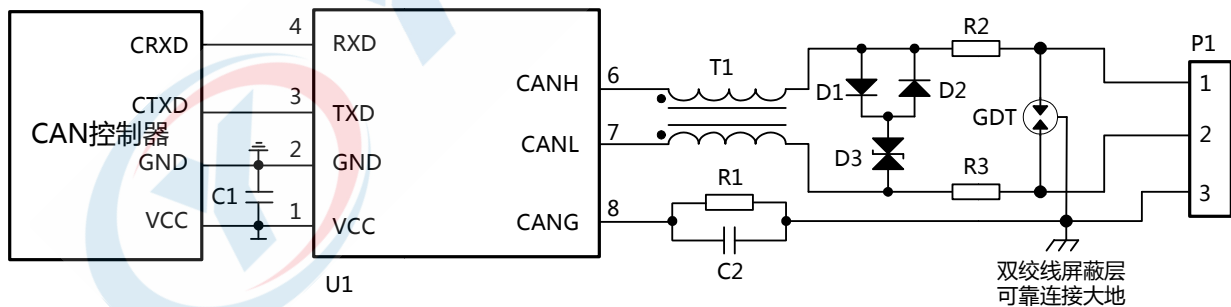 CAN控制器
CRXD
CTXD
GND
VCC
C1
4
3
2
1
RXD
TXD
GND
VCC
CANH
CANL
CANG
U1
6
7
8
T1
R1
C2
D1
D2
D3
R2
R3
GDT
P1
1
2
3
双绞线屏蔽层
可靠连接大地